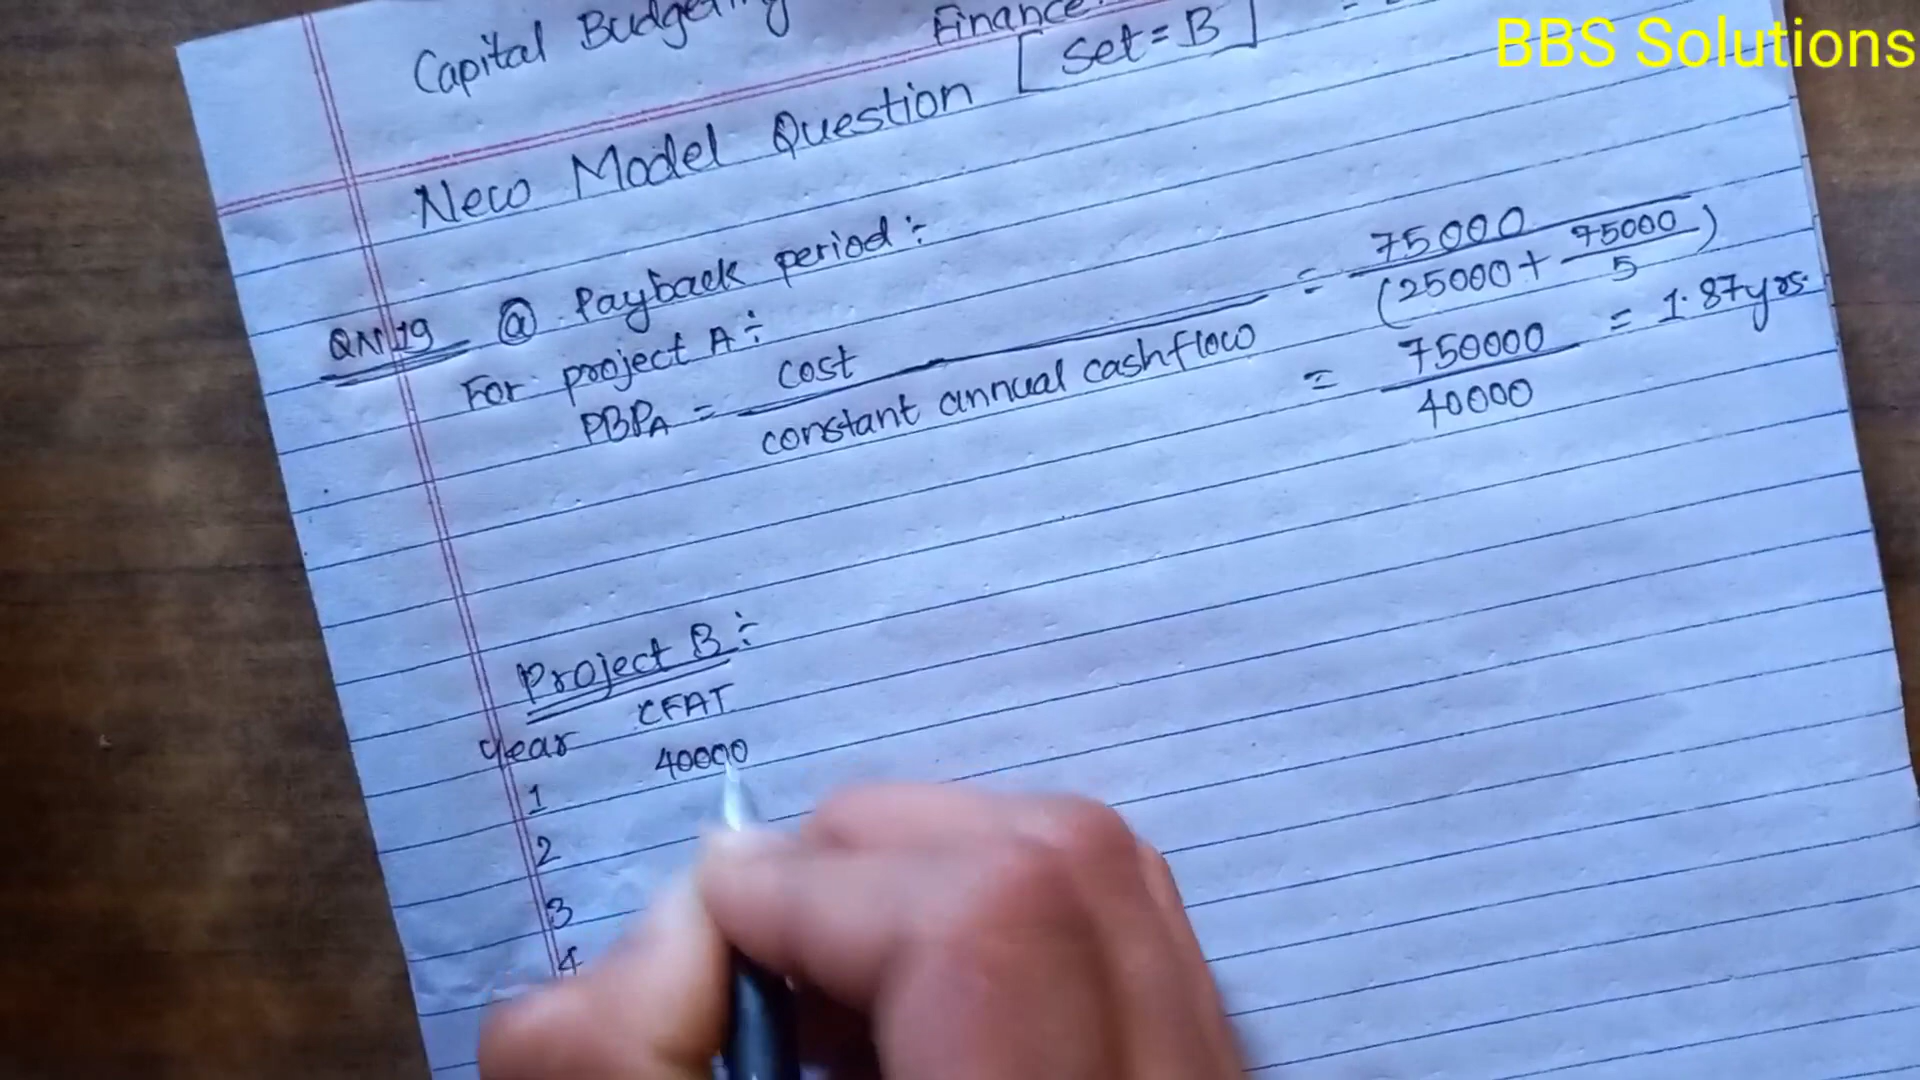 BBS Solutions
Capital Budgeting Finance
New Model Question [Set=B]
QN 19 @ Payback period:
For project A:
PBPA = cost / constant annual cashflow = 75000 / (25000 + 75000 / 5)
= 750000 / 40000 = 1.87yrs.
Project B:
Year CFAT
1 40000
2
3
4